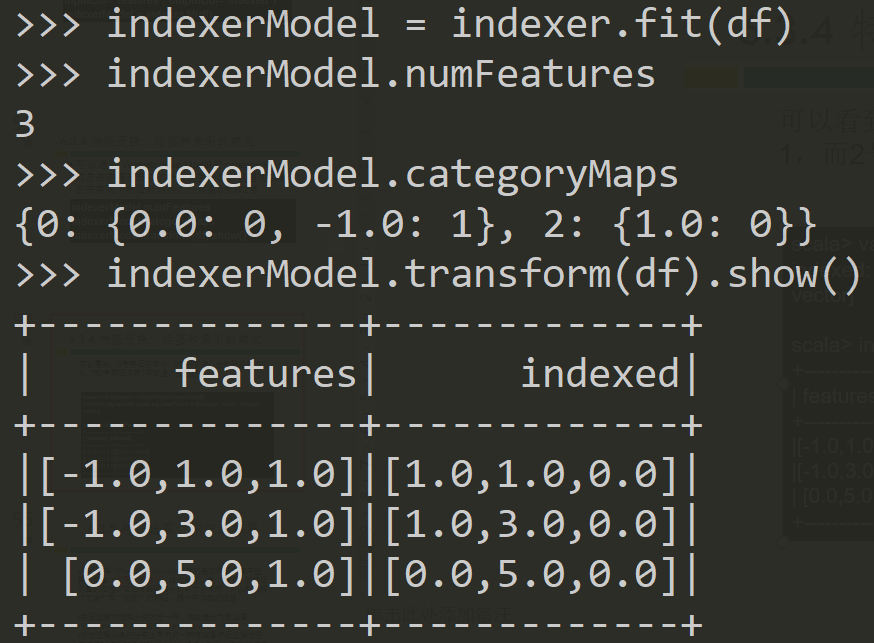 >>> indexerModel = indexer.fit(df)
>>> indexerModel.numFeatures
3
>>> indexerModel.categoryMaps
{0: {0.0: 0, -1.0: 1}, 2: {1.0: 0}}
>>> indexerModel.transform(df).show()
+--------------+-------------+
|      features|      indexed|
+--------------+-------------+
|[-1.0,1.0,1.0]|[1.0,1.0,0.0]|
|[-1.0,3.0,1.0]|[1.0,3.0,0.0]|
| [0.0,5.0,1.0]|[0.0,5.0,0.0]|
+--------------+-------------+